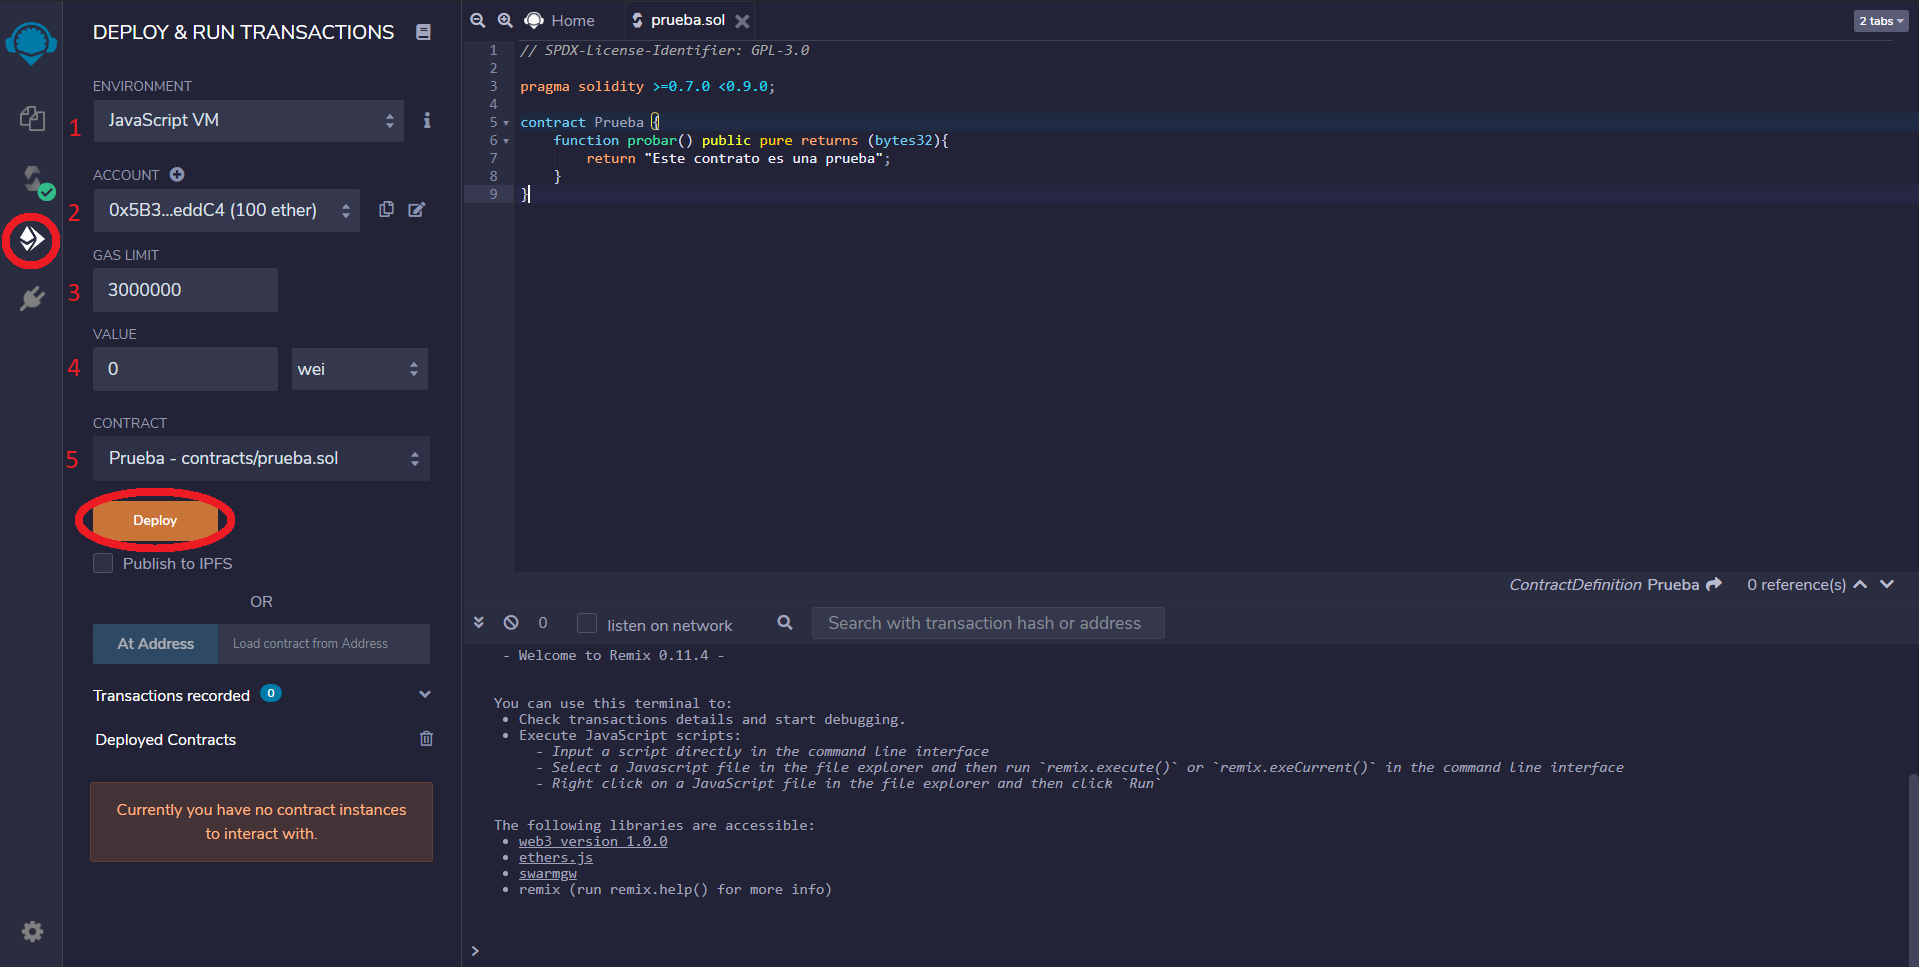 DEPLOY & RUN TRANSACTIONS
ENVIRONMENT
1 JavaScript VM
ACCOUNT
2 0x5B3...eddC4 (100 ether)
GAS LIMIT
3 3000000
VALUE
4 0 wei
CONTRACT
5 Prueba - contracts/prueba.sol
Deploy
Publish to IPFS
OR
At Address Load contract from Address
Transactions recorded 0
Deployed Contracts
Currently you have no contract instances
to interact with.
Home prueba.sol 2 tabs
1 // SPDX-License-Identifier: GPL-3.0
2
3 pragma solidity >=0.7.0 <0.9.0;
4
5 contract Prueba {
6 function probar() public pure returns (bytes32){
7 return "Este contrato es una prueba";
8 }
9 }
ContractDefinition Prueba 0 reference(s)
0 listen on network Search with transaction hash or address
- Welcome to Remix 0.11.4 -
You can use this terminal to:
• Check transactions details and start debugging.
• Execute JavaScript scripts:
- Input a script directly in the command line interface
- Select a Javascript file in the file explorer and then run `remix.execute()` or `remix.exeCurrent()` in the command line interface
- Right click on a JavaScript file in the file explorer and then click `Run`
The following libraries are accessible:
• web3 version 1.0.0
• ethers.js
• swarmgw
• remix (run remix.help() for more info)
>